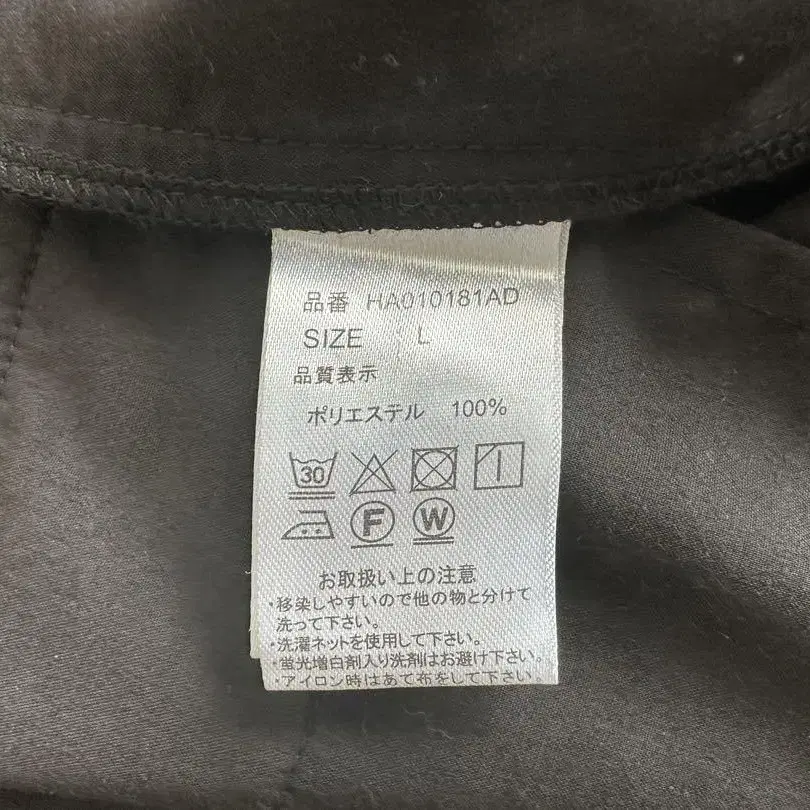 品番 HA010181AD
SIZE L
品質表示
ポリエステル 100%
30
F W
お取扱い上の注意
・移染しやすいので他の物と分けて
洗って下さい。
・洗濯ネットを使用して下さい。
・蛍光増白剤入り洗剤はお避け下さい。
・アイロン時はあて布をして下さい。